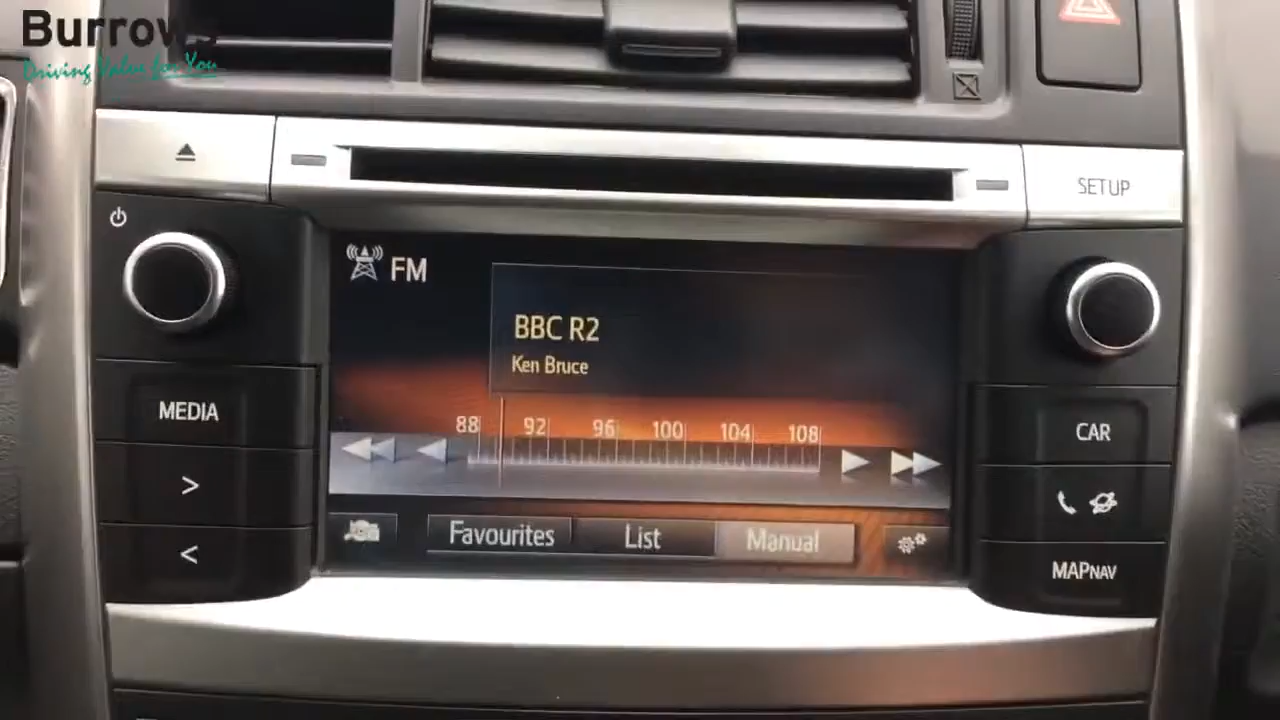 Burrows
Driving Value for You
SETUP
FM
BBC R2
Ken Bruce
MEDIA
88 92 96 100 104 108
CAR
>
<
Favourites List Manual
MAPNAV